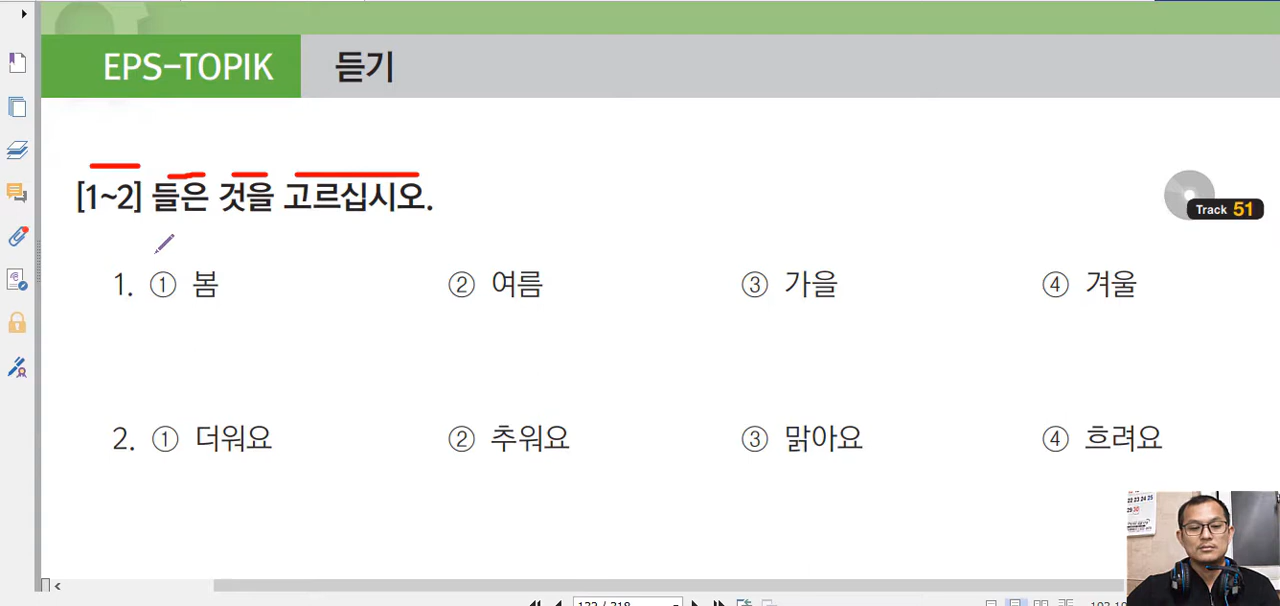 EPS-TOPIK 듣기
[1~2] 들은 것을 고르십시오.
Track 51
1. ① 봄 ② 여름 ③ 가을 ④ 겨울
2. ① 더워요 ② 추워요 ③ 맑아요 ④ 흐려요